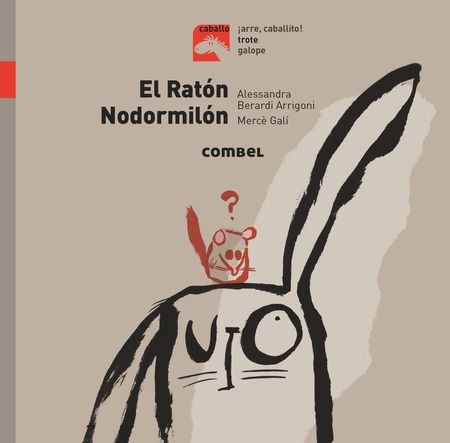 caballo
¡arre, caballito!
trote
galope
El Ratón
Nodormilón
Alessandra
Berardi Arrigoni
Mercè Galí
COMBEL
?